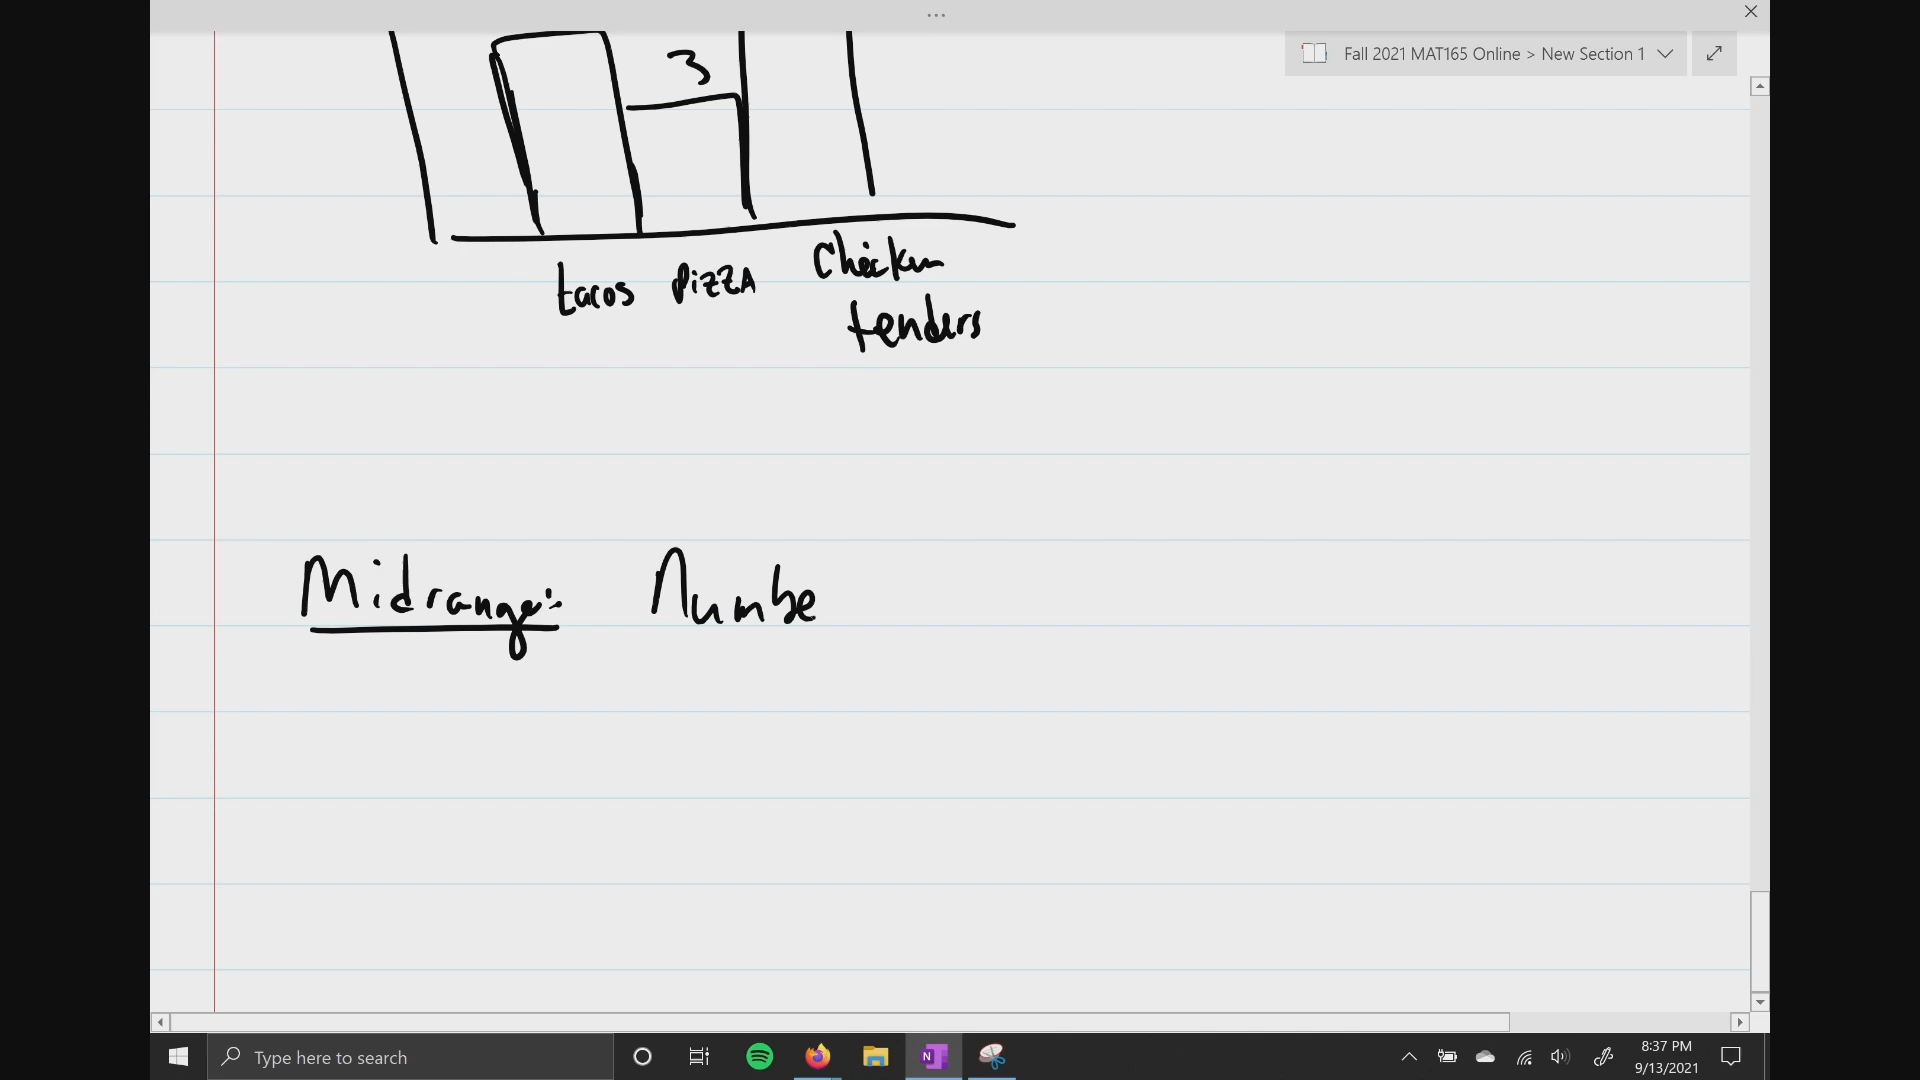 ...
Fall 2021 MAT165 Online > New Section 1
3
tacos pizza Chicken
tenders
Midrange: Numbe
Type here to search
N
8:37 PM
9/13/2021